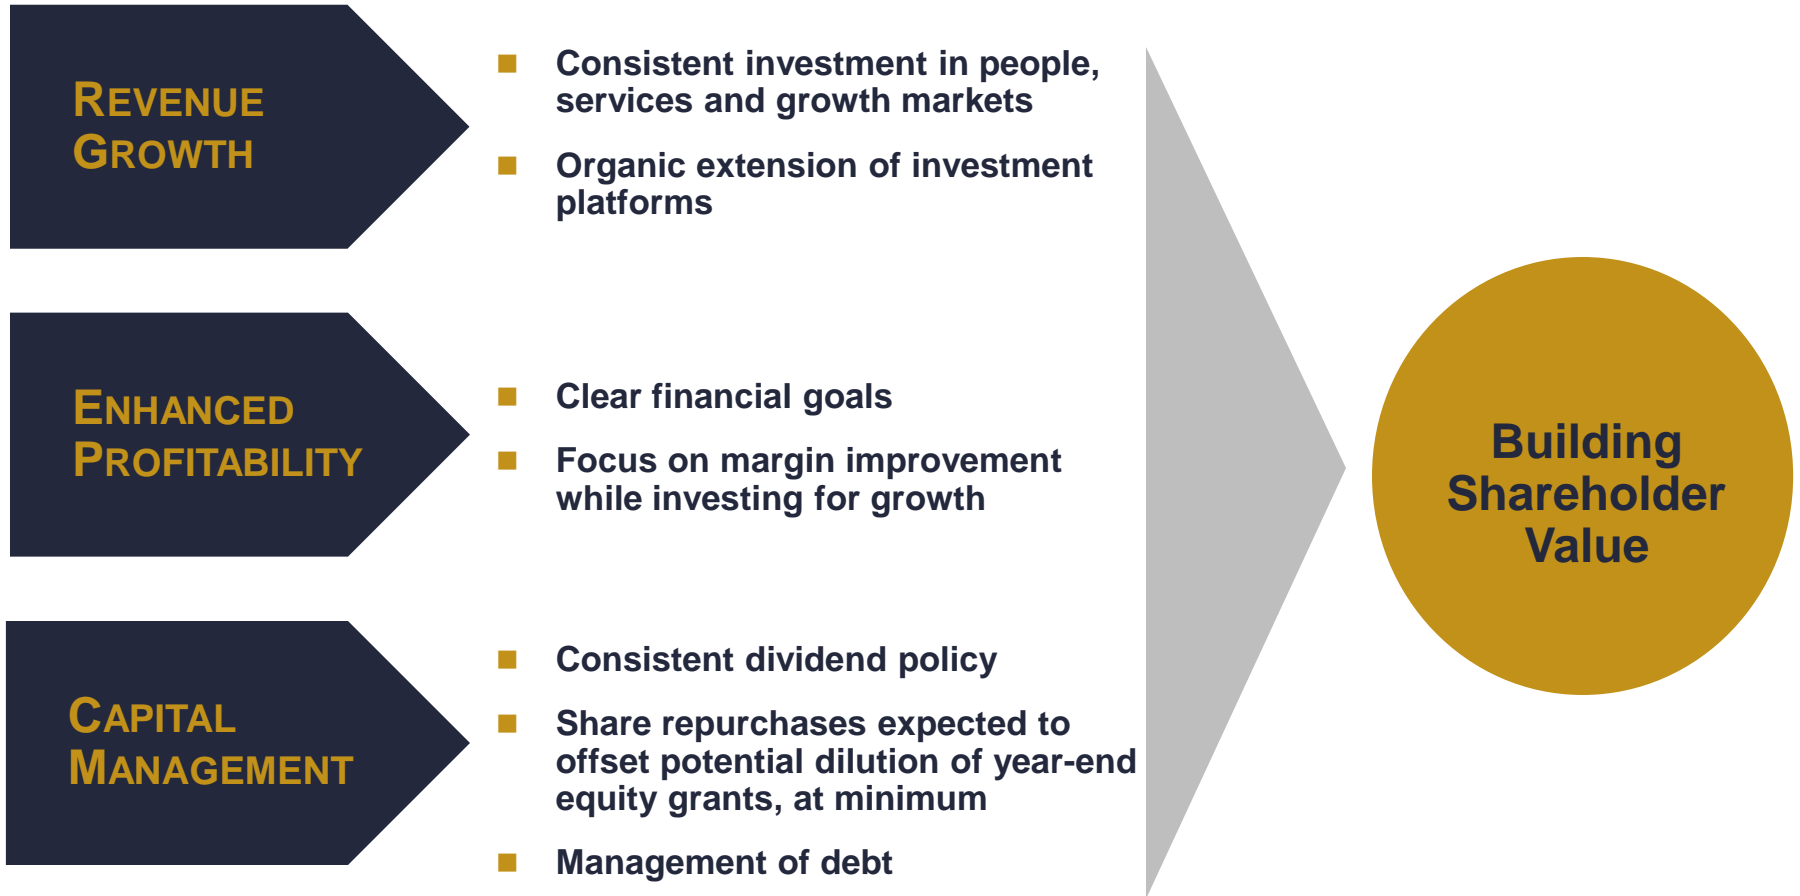 REVENUE
GROWTH
Consistent investment in people,
services and growth markets
Organic extension of investment
platforms
ENHANCED
PROFITABILITY
Clear financial goals
Focus on margin improvement
while investing for growth
CAPITAL
MANAGEMENT
Consistent dividend policy
Share repurchases expected to
offset potential dilution of year-end
equity grants, at minimum
Management of debt
Building
Shareholder
Value